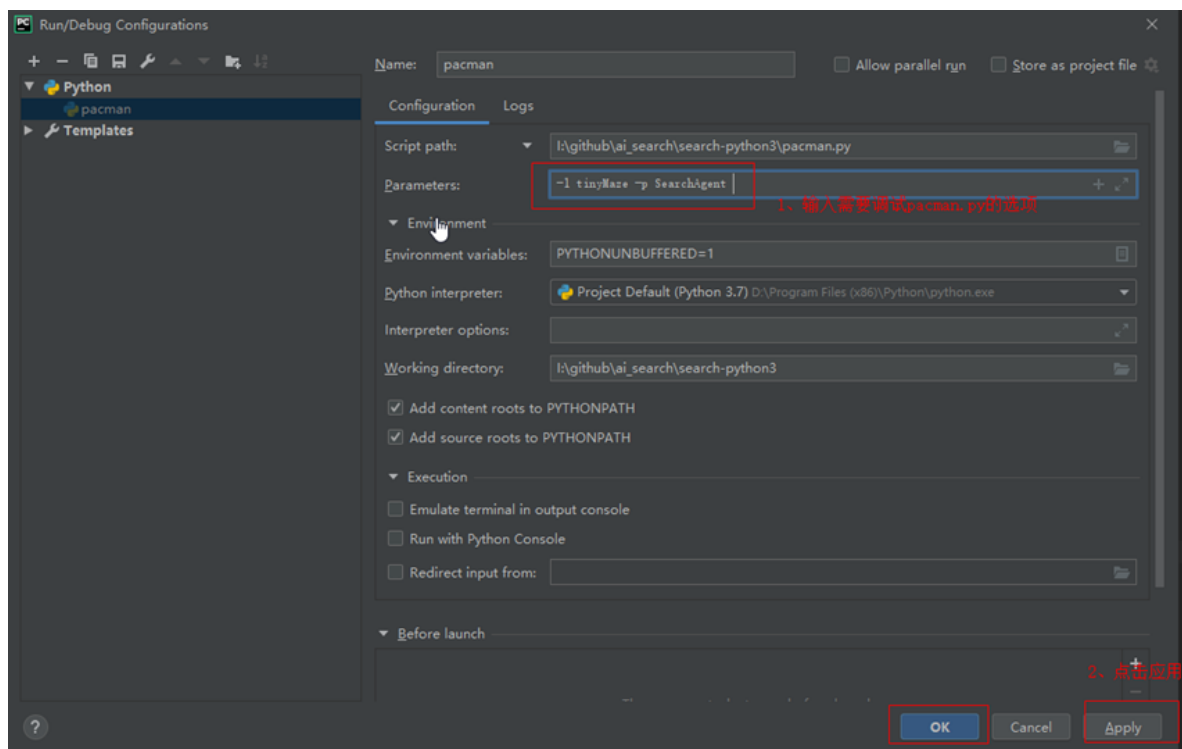 PC Run/Debug Configurations
Name: pacman
Allow parallel run
Store as project file
Python
pacman
Templates
Configuration Logs
Script path: I:\github\ai_search\search-python3\pacman.py
Parameters: -l tinyMaze -p SearchAgent
1、输入需要调试pacman.py的选项
Environment
Environment variables: PYTHONUNBUFFERED=1
Python interpreter: Project Default (Python 3.7) D:\Program Files (x86)\Python\python.exe
Interpreter options:
Working directory: I:\github\ai_search\search-python3
Add content roots to PYTHONPATH
Add source roots to PYTHONPATH
Execution
Emulate terminal in output console
Run with Python Console
Redirect input from:
Before launch
2、点击应用
? OK Cancel Apply